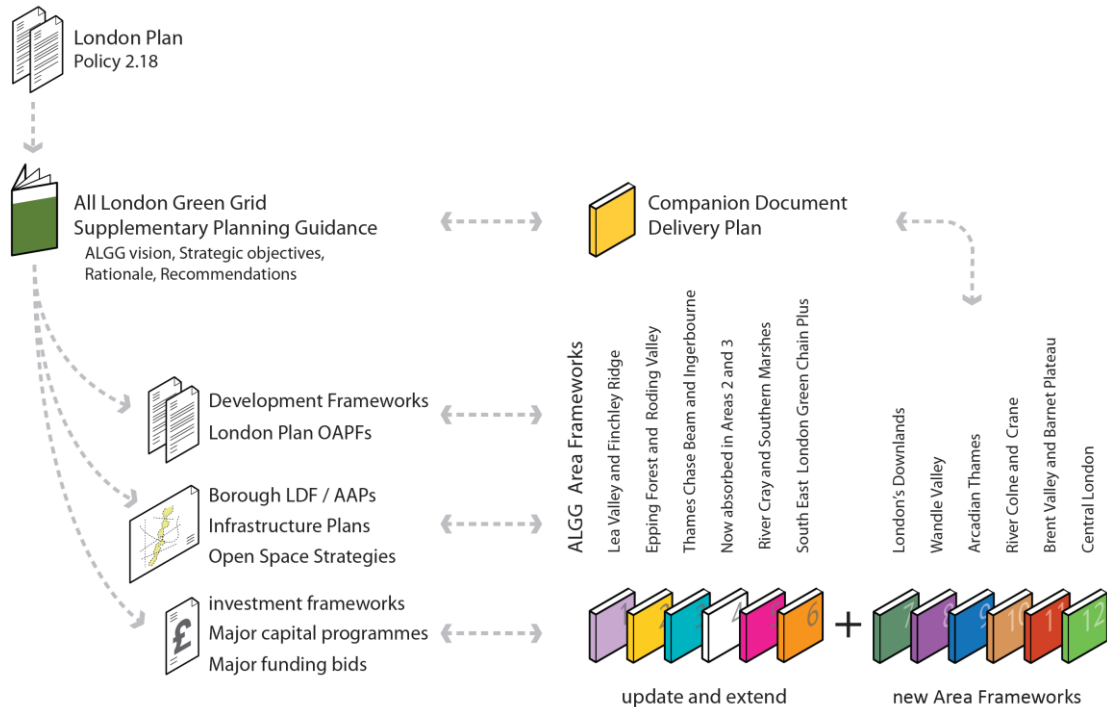 London Plan
Policy 2.18
All London Green Grid
Supplementary Planning Guidance
ALGG vision, Strategic objectives,
Rationale, Recommendations
Companion Document
Delivery Plan
Development Frameworks
London Plan OAPFs
Borough LDF / AAPs
Infrastructure Plans
Open Space Strategies
£
investment frameworks
Major capital programmes
Major funding bids
ALGG Area Frameworks
Lea Valley and Finchley Ridge
Epping Forest and Roding Valley
Thames Chase Beam and Ingerbourne
Now absorbed in Areas 2 and 3
River Cray and Southern Marshes
South East London Green Chain Plus
London's Downlands
Wandle Valley
Arcadian Thames
River Colne and Crane
Brent Valley and Barnet Plateau
Central London
1
2
3
4
6
+
7
8
9
10
11
12
update and extend
new Area Frameworks